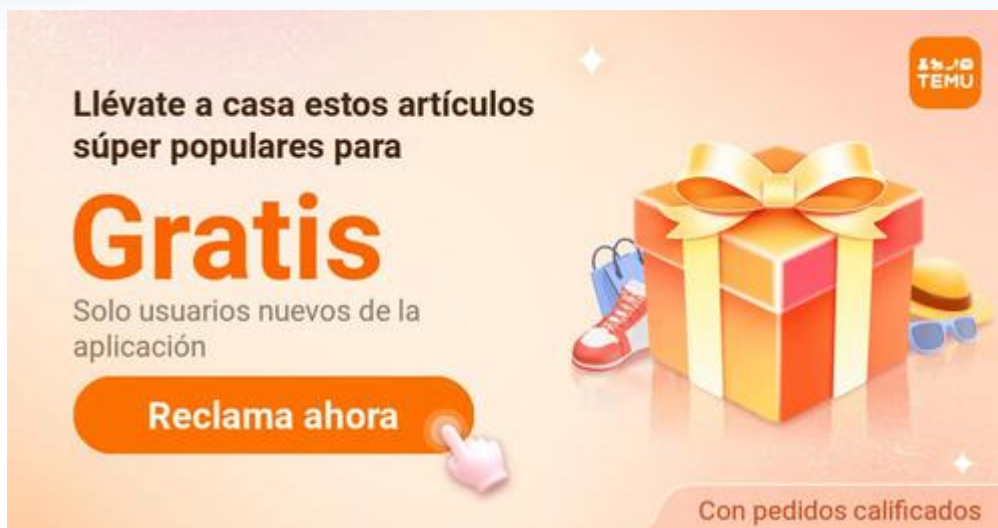 TEMU
Llévate a casa estos artículos
súper populares para
Gratis
Solo usuarios nuevos de la
aplicación
Reclama ahora
Con pedidos calificados